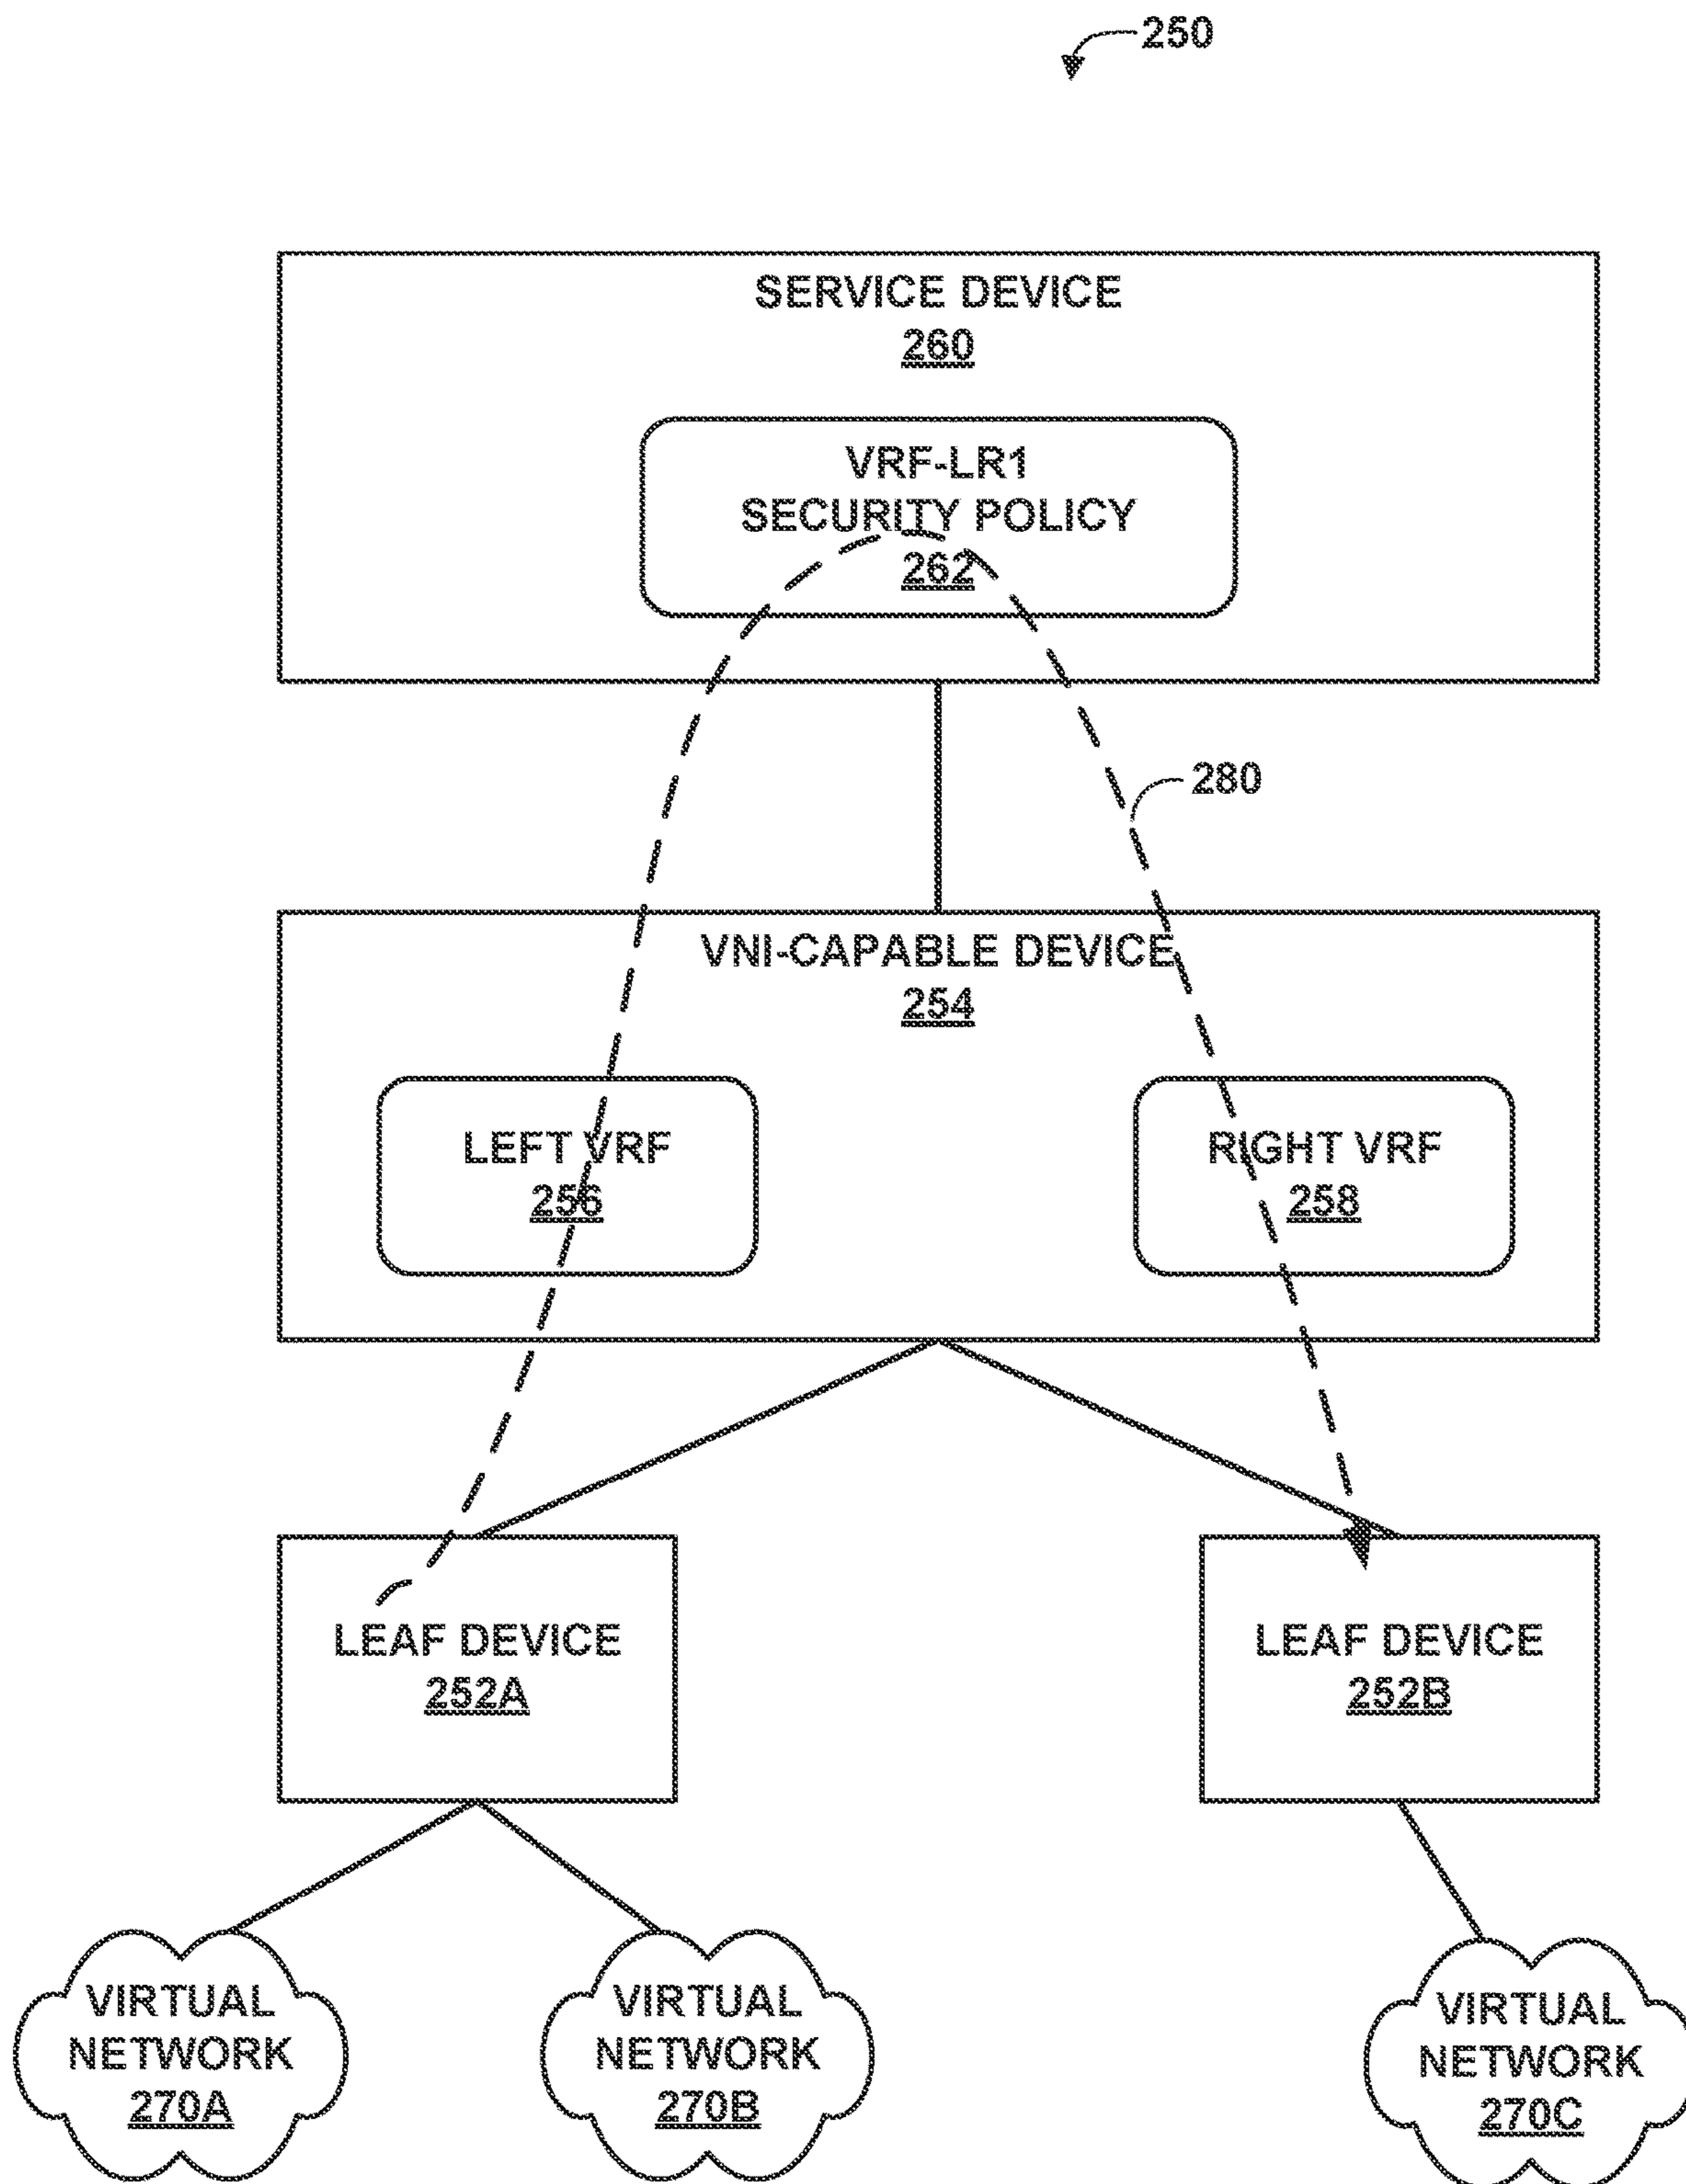 250
SERVICE DEVICE
260
VRF-LR1
SECURITY POLICY
262
280
VNI-CAPABLE DEVICE
254
LEFT VRF
256
RIGHT VRF
258
LEAF DEVICE
252A
LEAF DEVICE
252B
VIRTUAL
NETWORK
270A
VIRTUAL
NETWORK
270B
VIRTUAL
NETWORK
270C